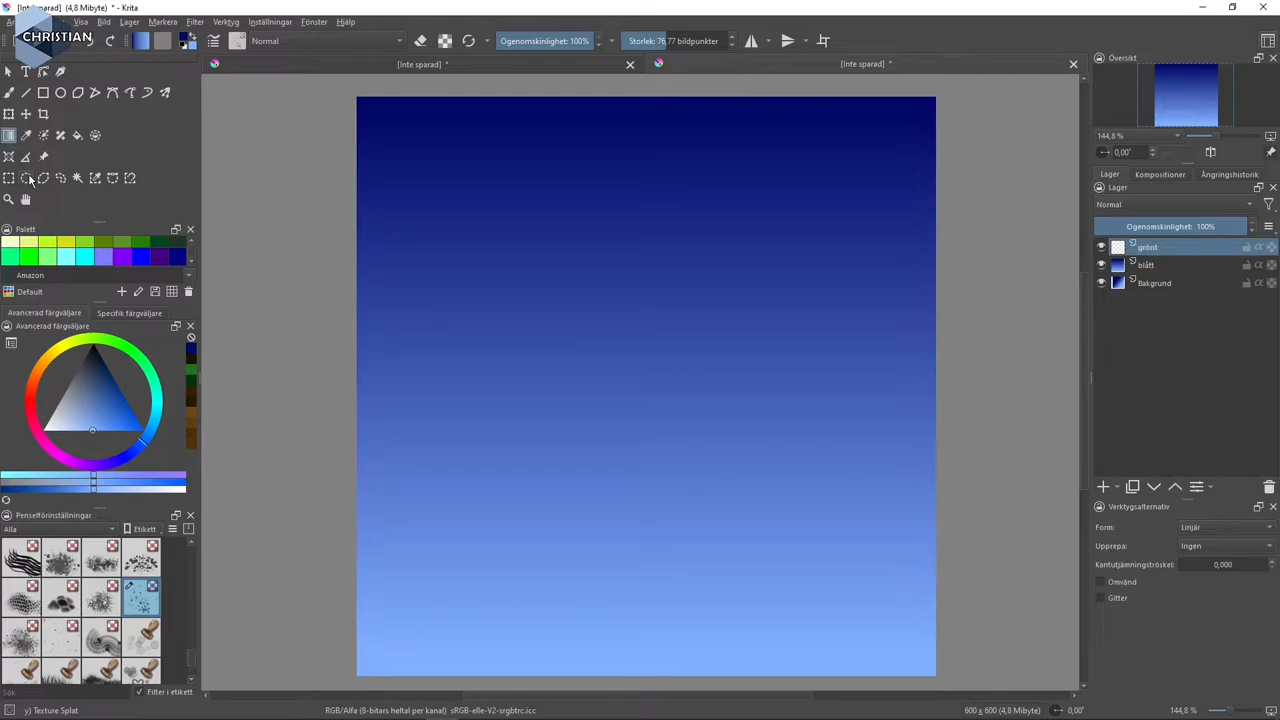 [Inte sparad] (4,8 Mibyte) * - Krita
Visa Bild Lager Markera Filter Verktyg Inställningar Fönster Hjälp
CHRISTIAN
Normal Ogenomskinlighet: 100% Storlek: 76,77 bildpunkter
[Inte sparad] * [Inte sparad] *
Översikt
144,8 %
0,00°
Lager Kompositioner Ångringshistorik
Lager
Normal
Ogenomskinlighet: 100%
grönt
blått
Bakgrund
Verktygsalternativ
Form: Linjär
Upprepa: Ingen
Kantutjämningströskel: 0,000
Omvänd
Gitter
Palett
Amazon
Default
Avancerad färgväljare Specifik färgväljare
Avancerad färgväljare
Penselförinställningar
Alla Etikett
Sök Filter i etikett
y) Texture Splat RGB/Alfa (8-bitars heltal per kanal) sRGB-elle-V2-srgbtrc.icc 600 x 600 (4,8 Mibyte) 0,00° 144,8 %